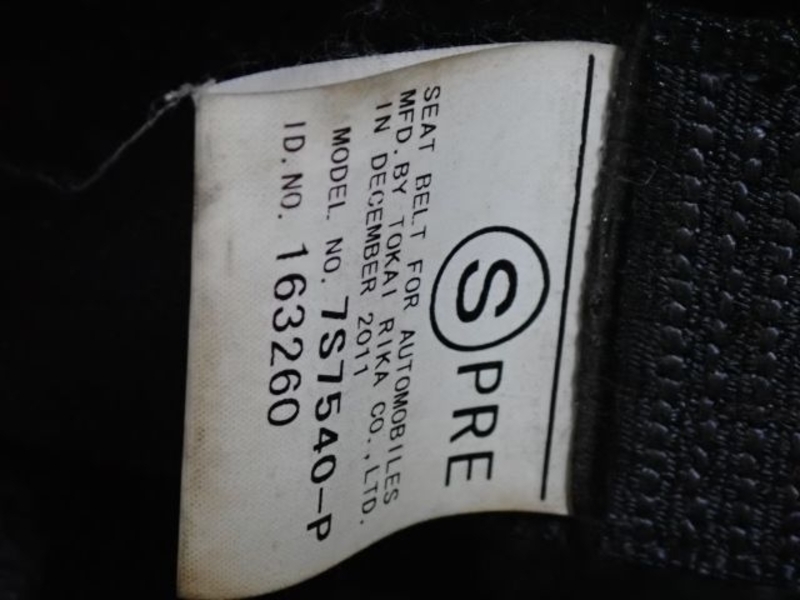 Ⓢ PRE
SEAT BELT FOR AUTOMOBILES
MFD. BY TOKAI RIKA CO., LTD.
IN DECEMBER 2011
MODEL NO. 7S7540-P
ID. NO. 163260